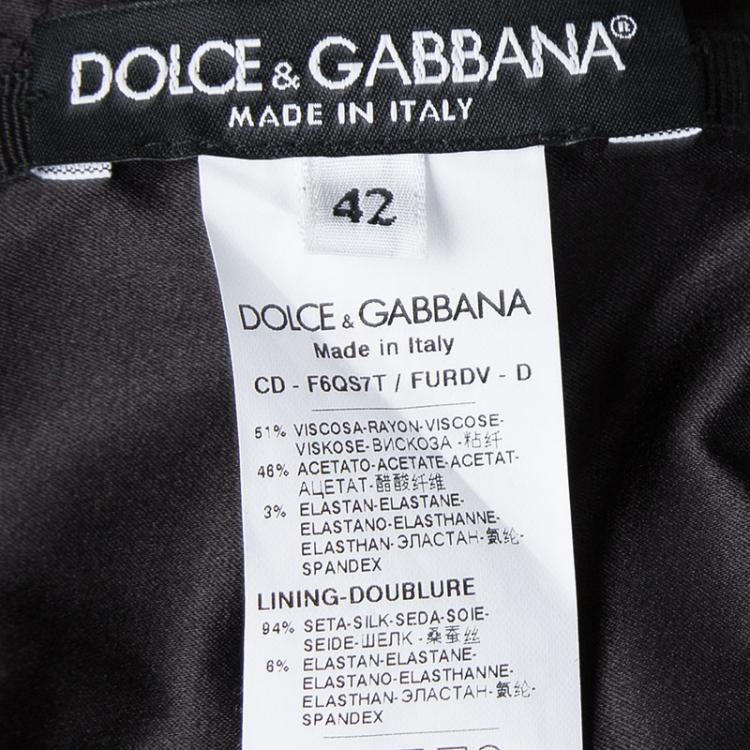 DOLCE & GABBANA®
MADE IN ITALY
42
DOLCE & GABBANA
Made in Italy
CD - F6QS7T / FURDV - D
51% VISCOSA-RAYON-VISCOSE-
VISKOSE-ВИСКОЗА-粘纤
46% ACETATO-ACETATE-ACETAT-
АЦЕТАТ-醋酸纤维
3% ELASTAN-ELASTANE-
ELASTANO-ELASTHANNE-
ELASTHAN-ЭЛАСТАН-氨纶-
SPANDEX
LINING-DOUBLURE
94% SETA-SILK-SEDA-SOIE-
SEIDE-ШЕЛК-桑蚕丝
6% ELASTAN-ELASTANE-
ELASTANO-ELASTHANNE-
ELASTHAN-ЭЛАСТАН-氨纶-
SPANDEX